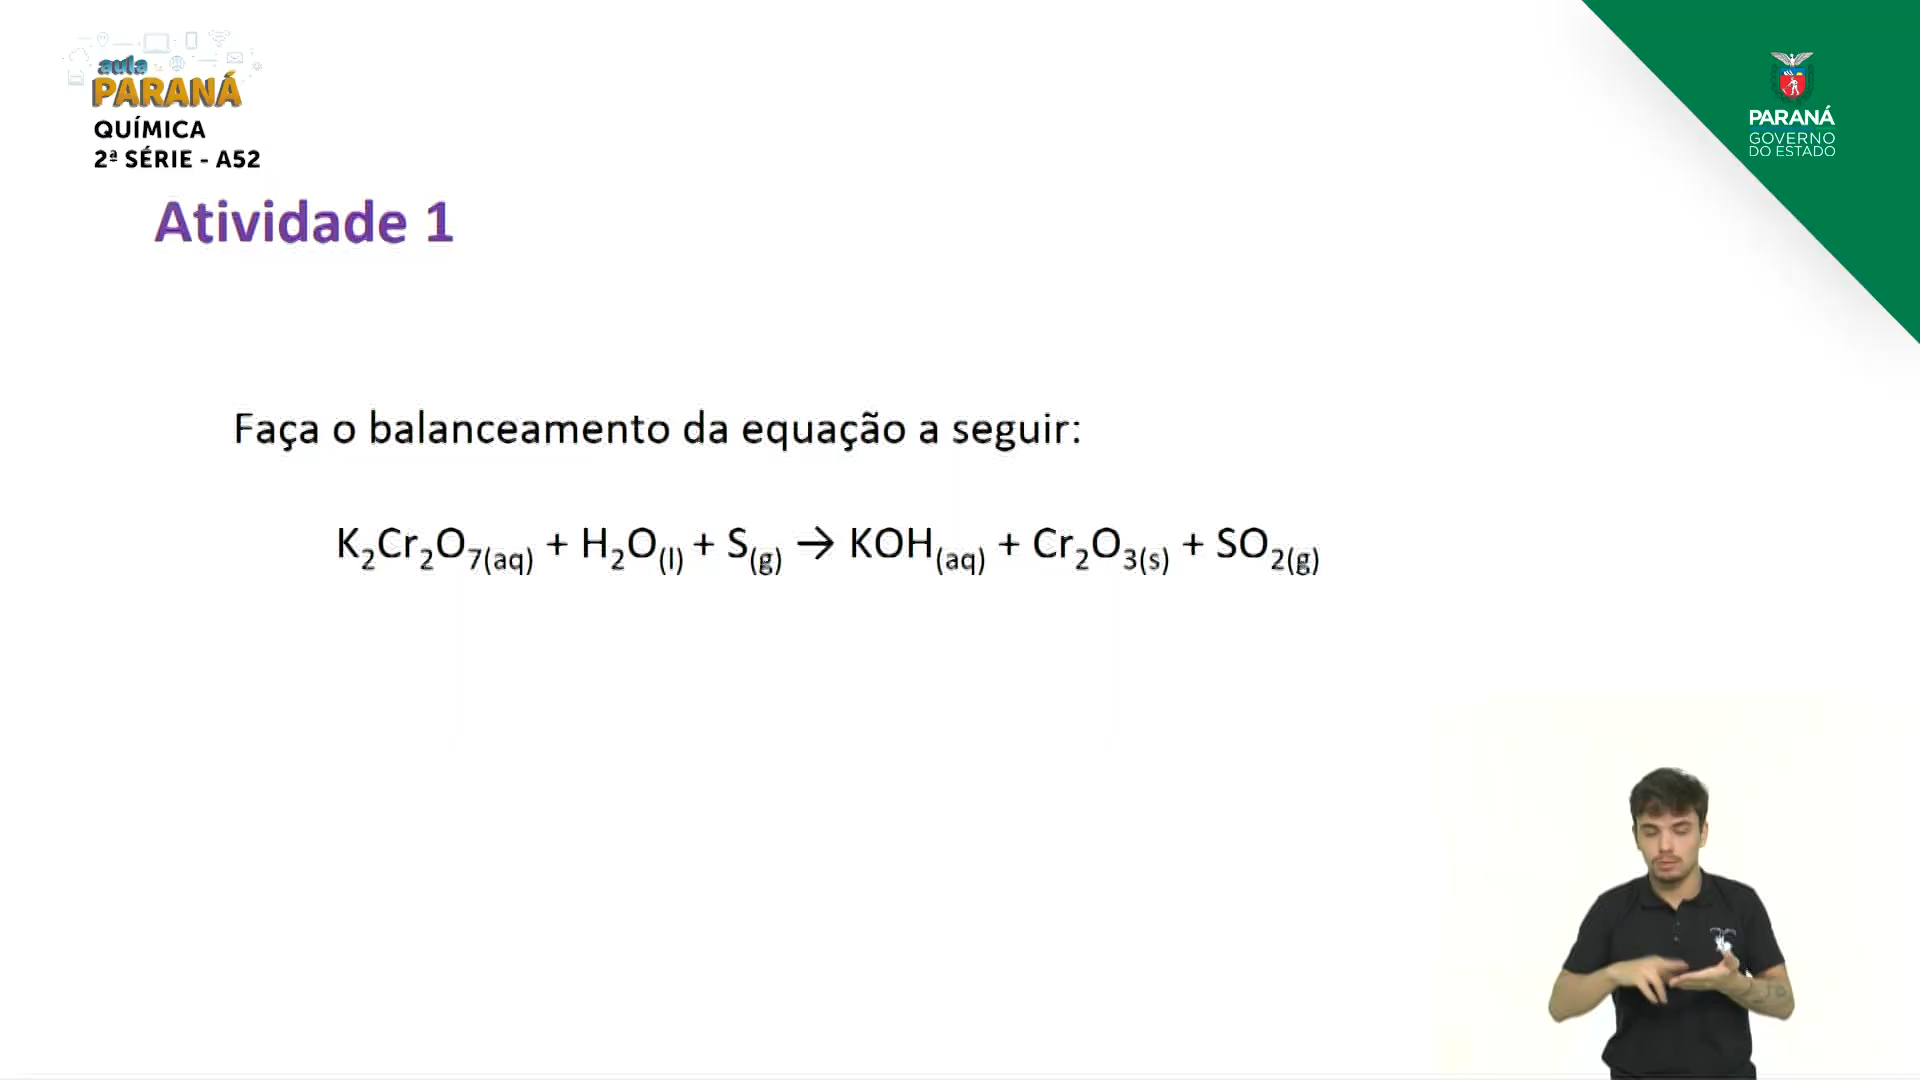 aula
PARANÁ
QUÍMICA
2ª SÉRIE - A52
PARANÁ
GOVERNO
DO ESTADO
Atividade 1
Faça o balanceamento da equação a seguir:
K₂Cr₂O₇(aq) + H₂O(l) + S(g) → KOH(aq) + Cr₂O₃(s) + SO₂(g)